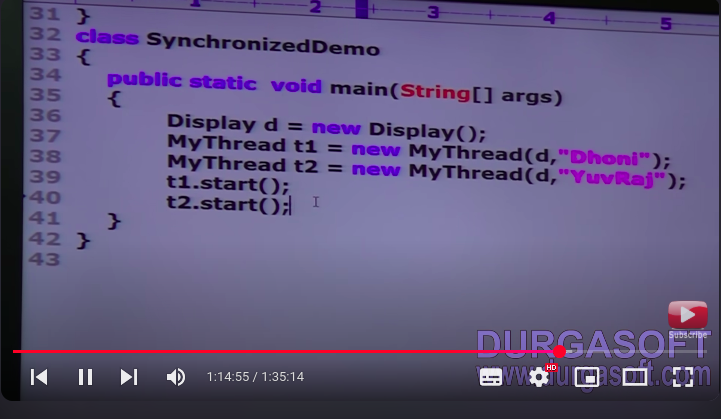 1 2 3 4 5
31 }
32 class SynchronizedDemo
33 {
34 public static void main(String[] args)
35 {
36 Display d = new Display();
37 MyThread t1 = new MyThread(d,"Dhoni");
38 MyThread t2 = new MyThread(d,"YuvRaj");
39 t1.start();
40 t2.start();
41 }
42 }
43
Subscribe
DURGASOFT
www.durgasoft.com
1:14:55 / 1:35:14
HD